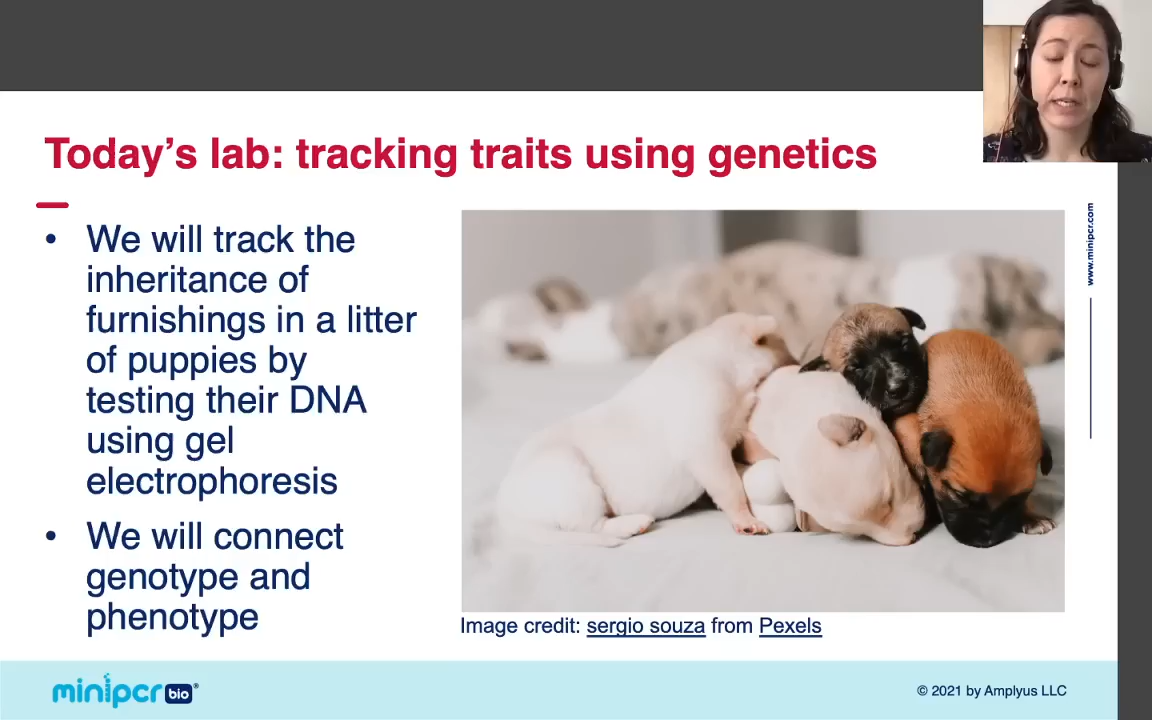 Today’s lab: tracking traits using genetics
• We will track the
inheritance of
furnishings in a litter
of puppies by
testing their DNA
using gel
electrophoresis
• We will connect
genotype and
phenotype
Image credit: sergio souza from Pexels
www.minipcr.com
minipcr bio®
© 2021 by Amplyus LLC